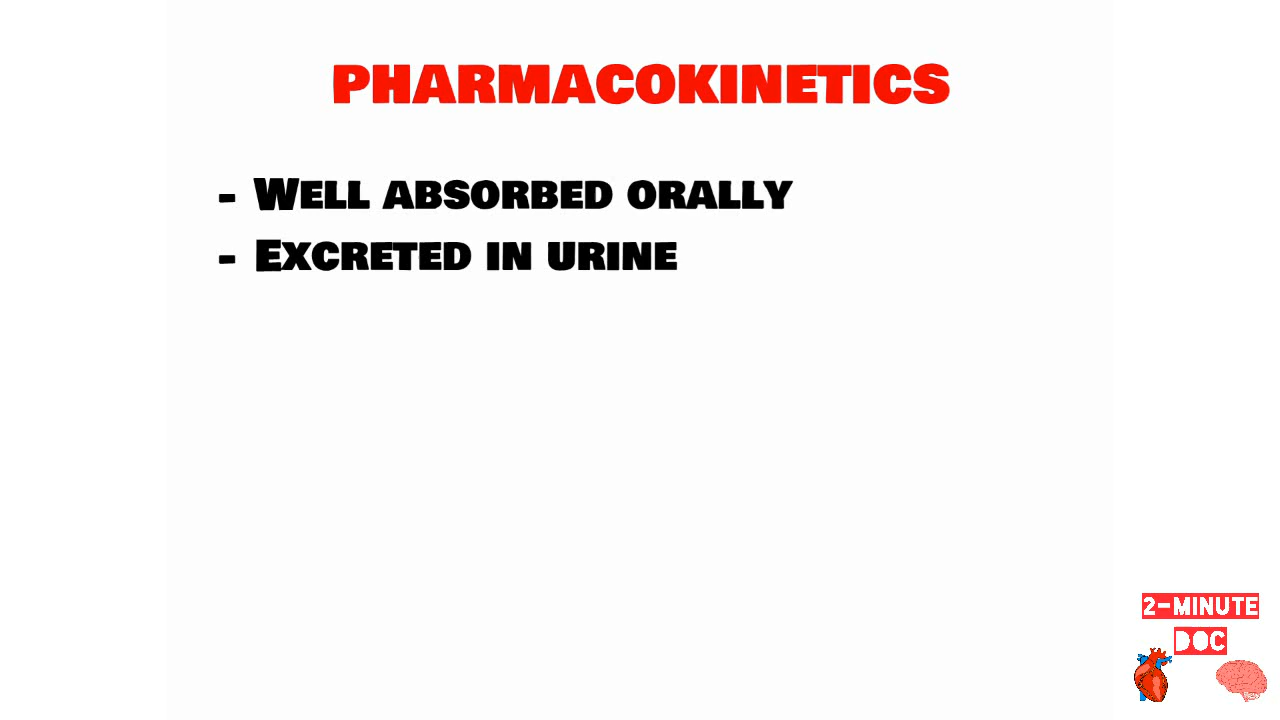 PHARMACOKINETICS
- WELL ABSORBED ORALLY
- EXCRETED IN URINE
2-MINUTE
DOC